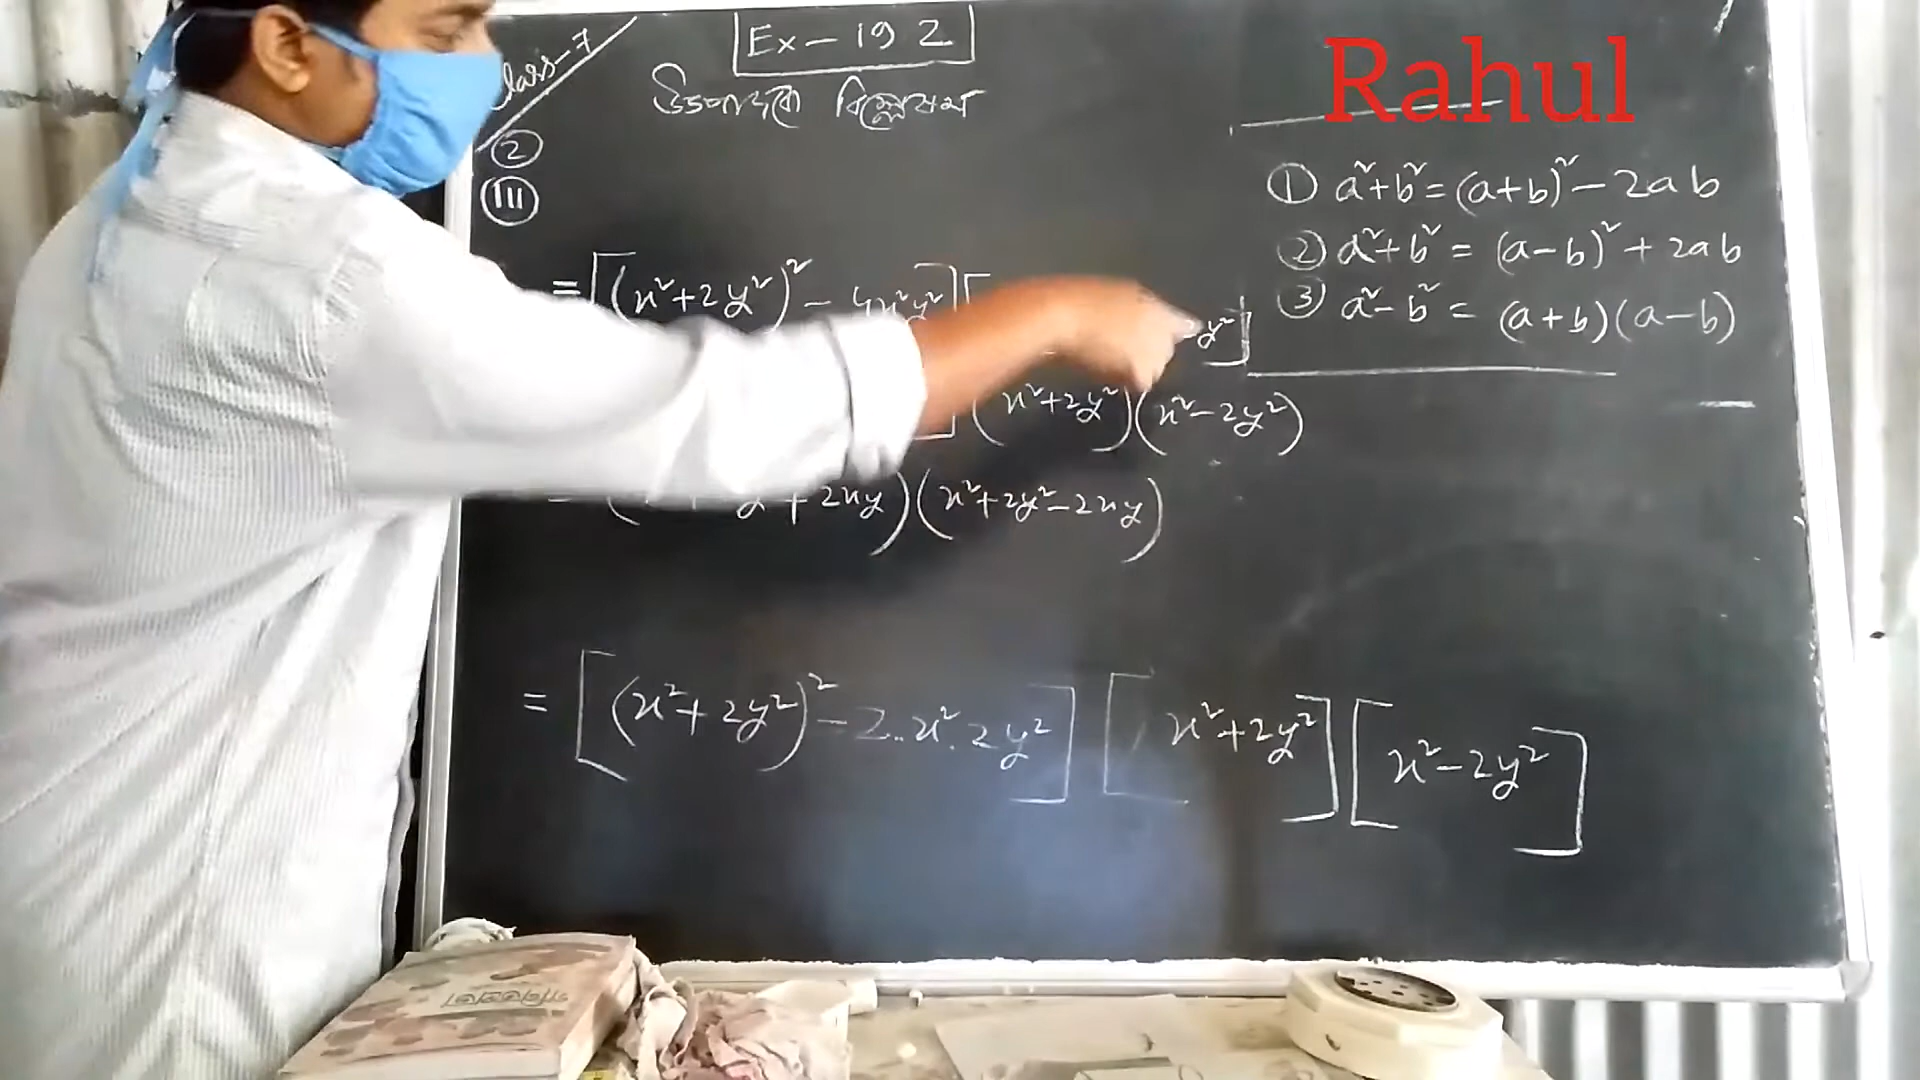 Class-7
Ex-19 2
উৎপাদকে বিশ্লেষণ
Rahul
②
III
① a²+b²=(a+b)²-2ab
② a²+b² = (a-b)²+2ab
③ a²-b² = (a+b)(a-b)
= [(x²+2y²)² - 4x²y²] [
2y²]
(x²+2y²)(x²-2y²)
+2xy)(x²+2y²-2xy)
= [(x²+2y²)²-2.x².2y²] [x²+2y²] [x²-2y²]